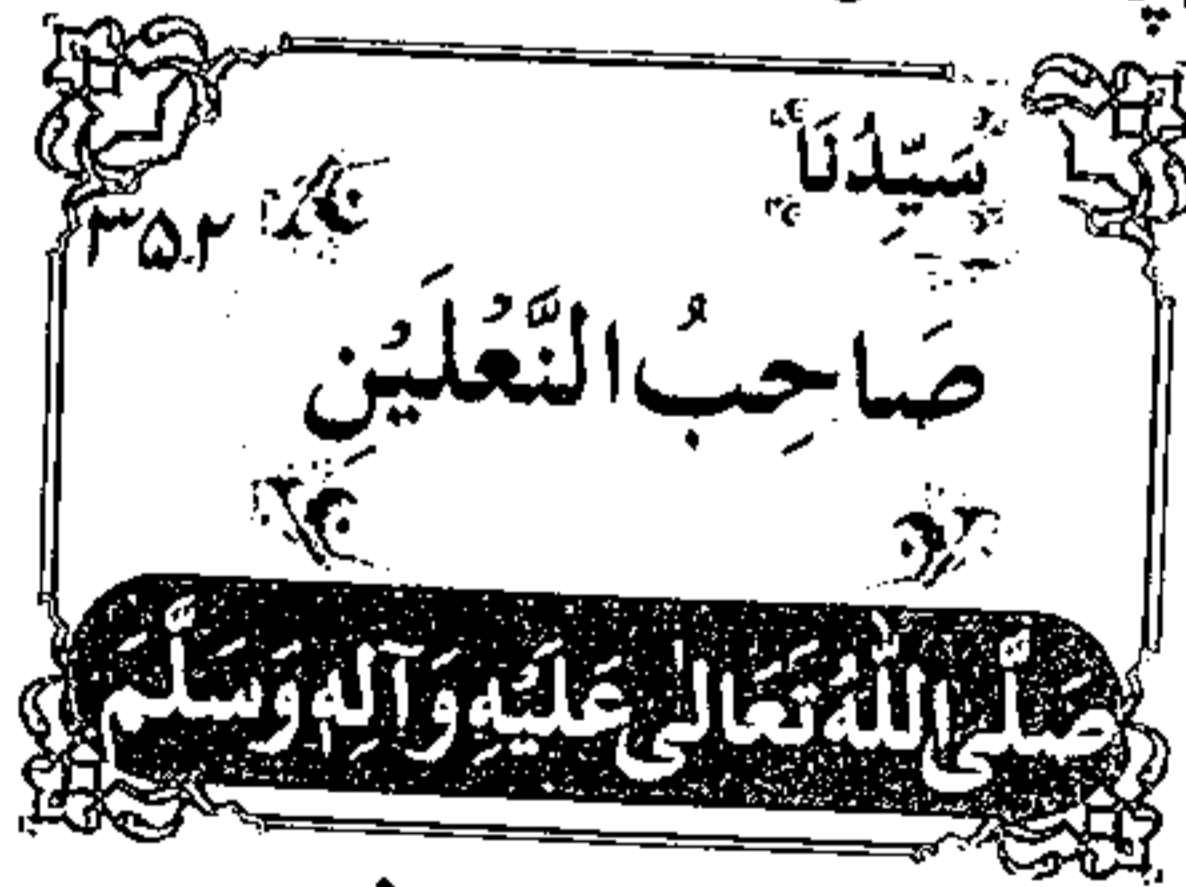 سَيِّدُنَا
۳۵۲
صَاحِبُ النَّعْلَيْنِ
صَلَّى اللّٰهُ تَعَالٰى عَلَيْهِ وَآلِهٖ وَسَلَّمَ